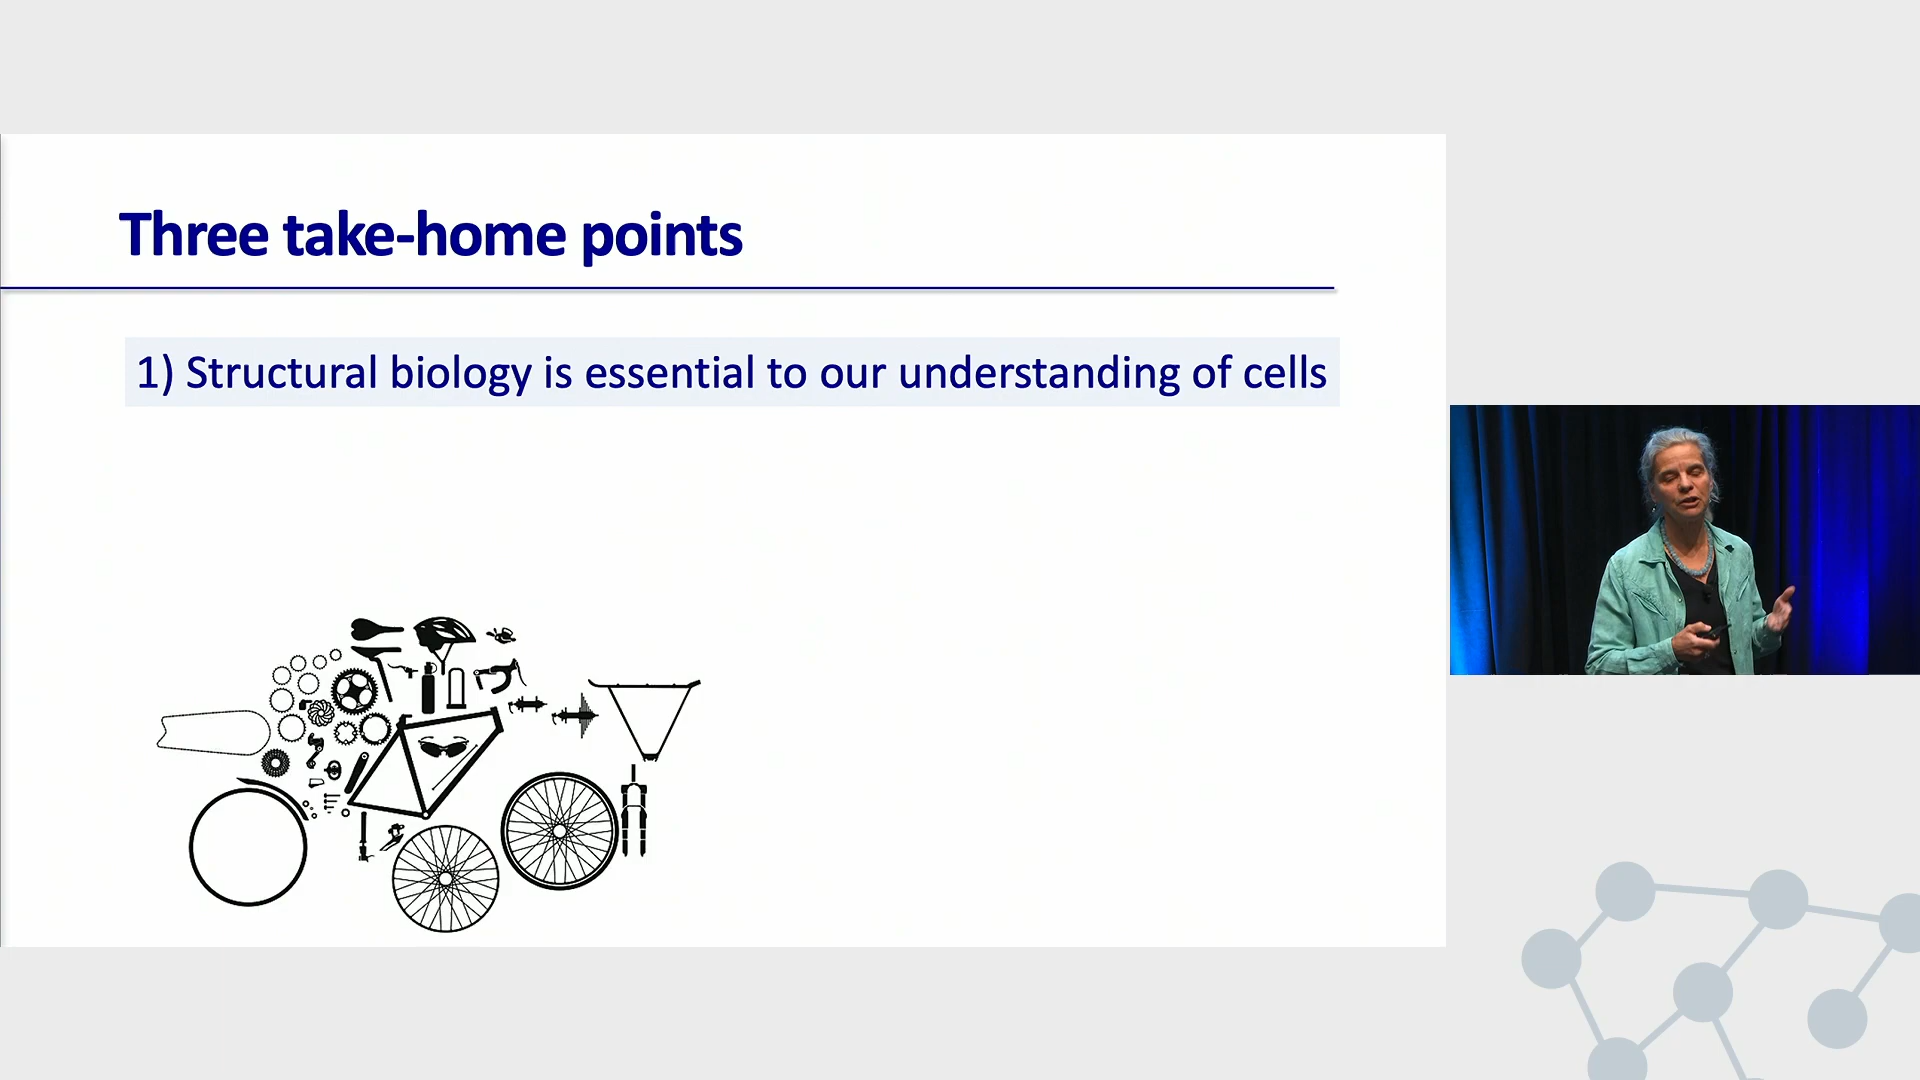 Three take-home points
1) Structural biology is essential to our understanding of cells